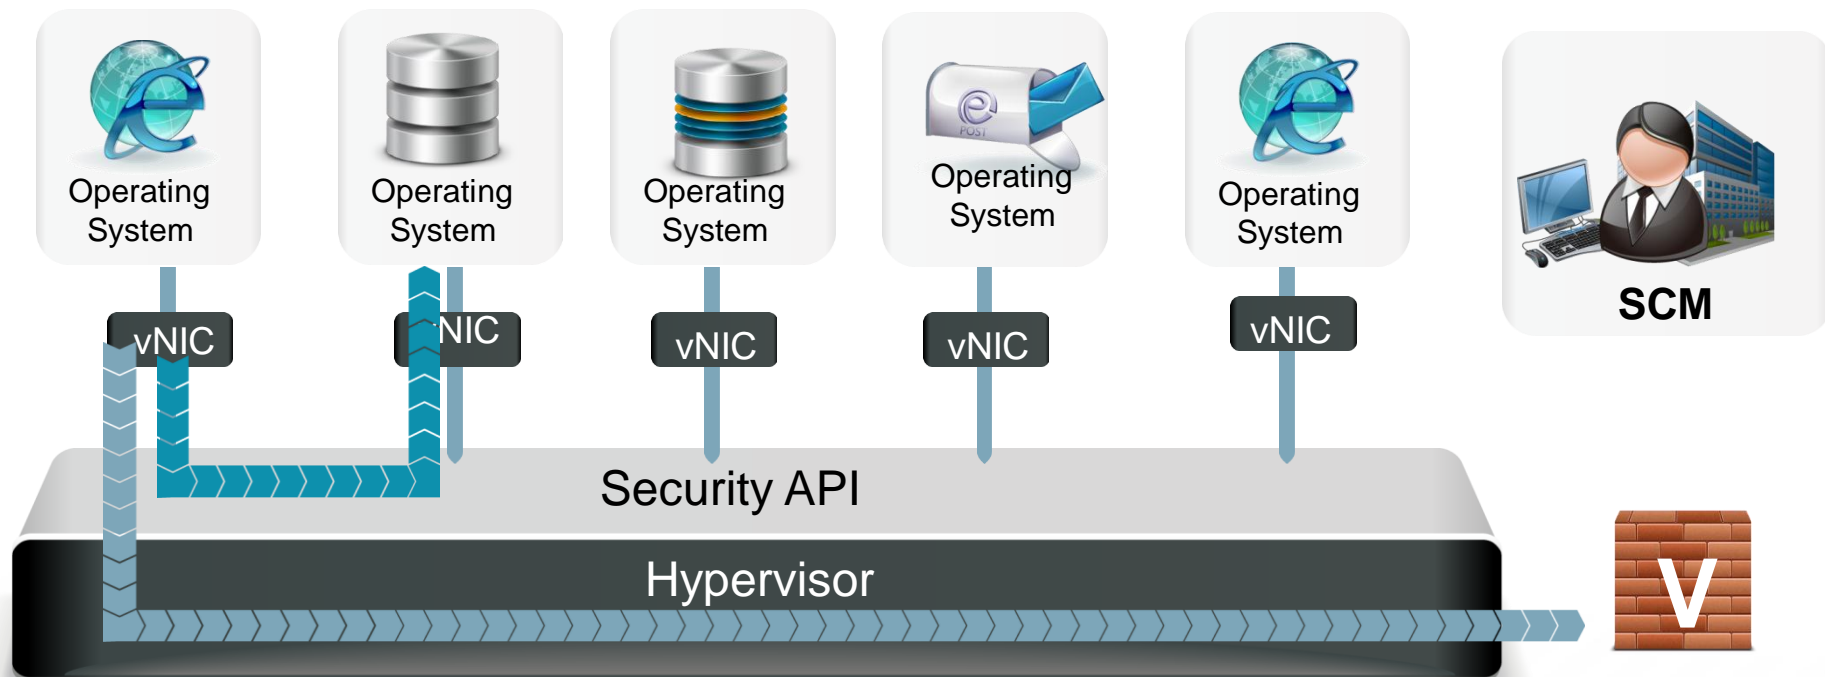 Operating
System
Operating
System
Operating
System
e
POST
Operating
System
Operating
System
SCM
vNIC
NIC
vNIC
vNIC
vNIC
Security API
Hypervisor
V